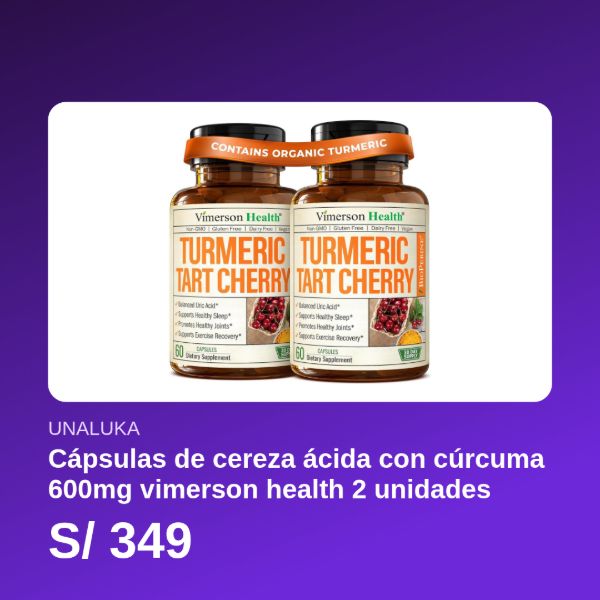 CONTAINS ORGANIC TURMERIC
Vimerson Health®
Non-GMO | Gluten Free | Dairy Free | Vegan
TURMERIC
TART CHERRY
✓ Balanced Uric Acid*
✓ Supports Healthy Sleep*
✓ Promotes Healthy Joints*
✓ Supports Exercise Recovery*
60 CAPSULES
Dietary Supplement
Vimerson Health®
Non-GMO | Gluten Free | Dairy Free | Vegan
TURMERIC
TART CHERRY
BIOPERINE
✓ Balanced Uric Acid*
✓ Supports Healthy Sleep*
✓ Promotes Healthy Joints*
✓ Supports Exercise Recovery*
60 CAPSULES
Dietary Supplement
UNALUKA
Cápsulas de cereza ácida con cúrcuma
600mg vimerson health 2 unidades
S/ 349